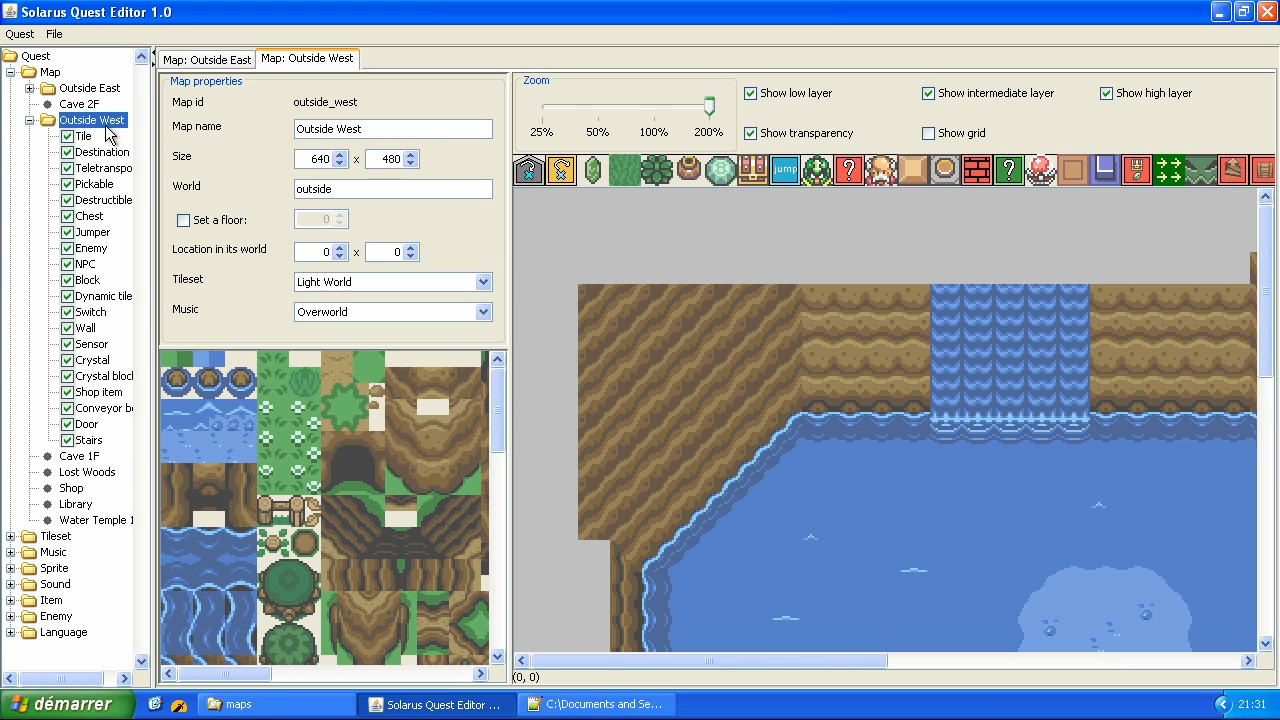 Solarus Quest Editor 1.0
Quest File
Quest
Map
Outside East
Cave 2F
Outside West
Tile
Destination
Teletranspo
Pickable
Destructible
Chest
Jumper
Enemy
NPC
Block
Dynamic tile
Switch
Wall
Sensor
Crystal
Crystal block
Shop item
Conveyor be
Door
Stairs
Cave 1F
Lost Woods
Shop
Library
Water Temple 1
Tileset
Music
Sprite
Sound
Item
Enemy
Language
Map: Outside East Map: Outside West
Map properties
Map id outside_west
Map name Outside West
Size 640 x 480
World outside
Set a floor: 0
Location in its world 0 x 0
Tileset Light World
Music Overworld
Zoom
25% 50% 100% 200%
Show low layer Show intermediate layer Show high layer
Show transparency Show grid
jump ? ?
(0, 0)
démarrer maps Solarus Quest Editor ... C:\Documents and Se... 21:31